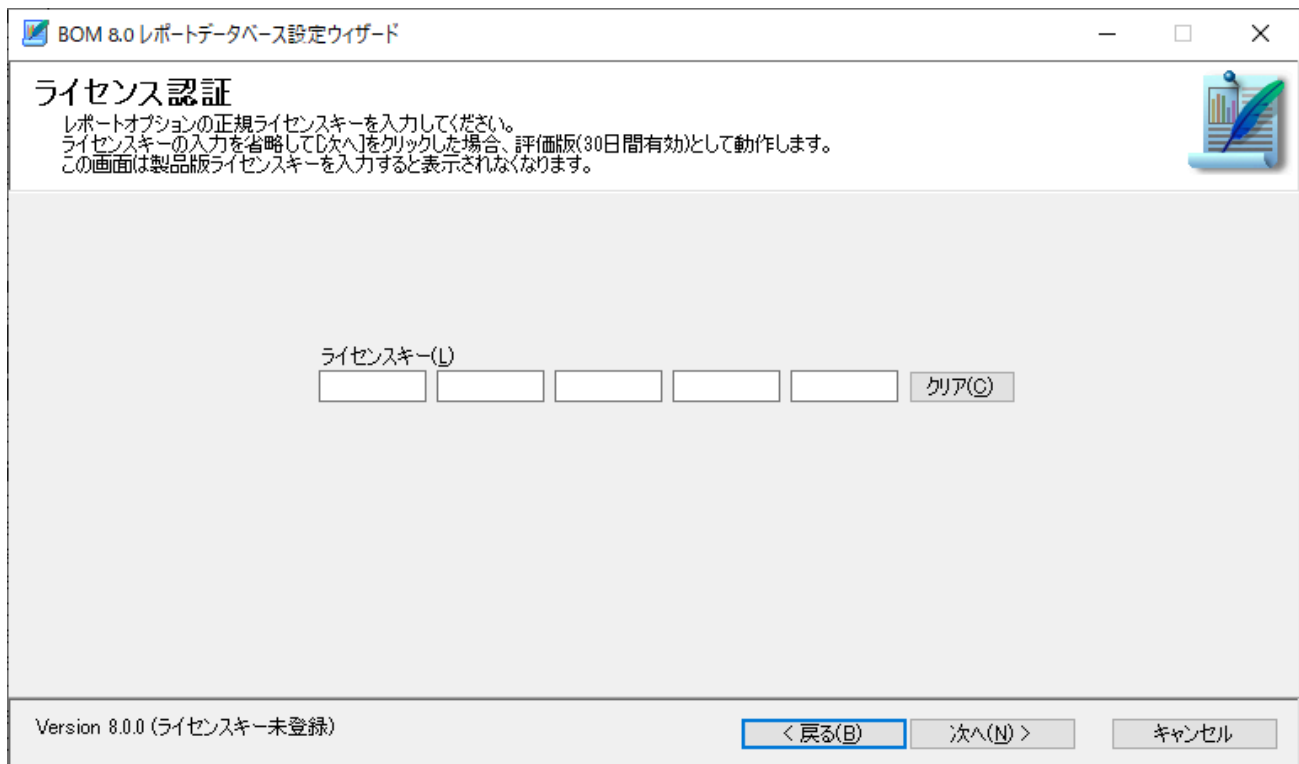 BOM 8.0 レポートデータベース設定ウィザード
ライセンス認証
レポートオプションの正規ライセンスキーを入力してください。
ライセンスキーの入力を省略して[次へ]をクリックした場合、評価版(30日間有効)として動作します。
この画面は製品版ライセンスキーを入力すると表示されなくなります。
ライセンスキー(L)
クリア(C)
Version 8.0.0 (ライセンスキー未登録)
< 戻る(B)
次へ(N) >
キャンセル